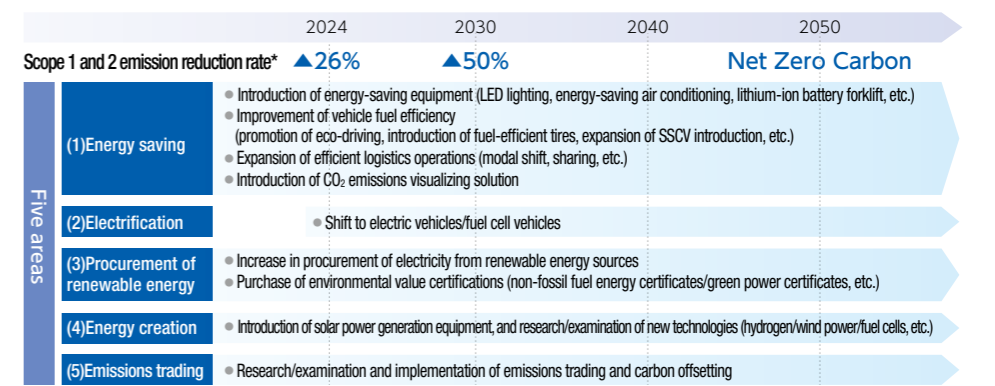 2024 2030 2040 2050
Scope 1 and 2 emission reduction rate* ▲26% ▲50% Net Zero Carbon
Five areas
(1)Energy saving
● Introduction of energy-saving equipment (LED lighting, energy-saving air conditioning, lithium-ion battery forklift, etc.)
● Improvement of vehicle fuel efficiency
(promotion of eco-driving, introduction of fuel-efficient tires, expansion of SSCV introduction, etc.)
● Expansion of efficient logistics operations (modal shift, sharing, etc.)
● Introduction of CO₂ emissions visualizing solution
(2)Electrification
● Shift to electric vehicles/fuel cell vehicles
(3)Procurement of
renewable energy
● Increase in procurement of electricity from renewable energy sources
● Purchase of environmental value certifications (non-fossil fuel energy certificates/green power certificates, etc.)
(4)Energy creation
● Introduction of solar power generation equipment, and research/examination of new technologies (hydrogen/wind power/fuel cells, etc.)
(5)Emissions trading
● Research/examination and implementation of emissions trading and carbon offsetting